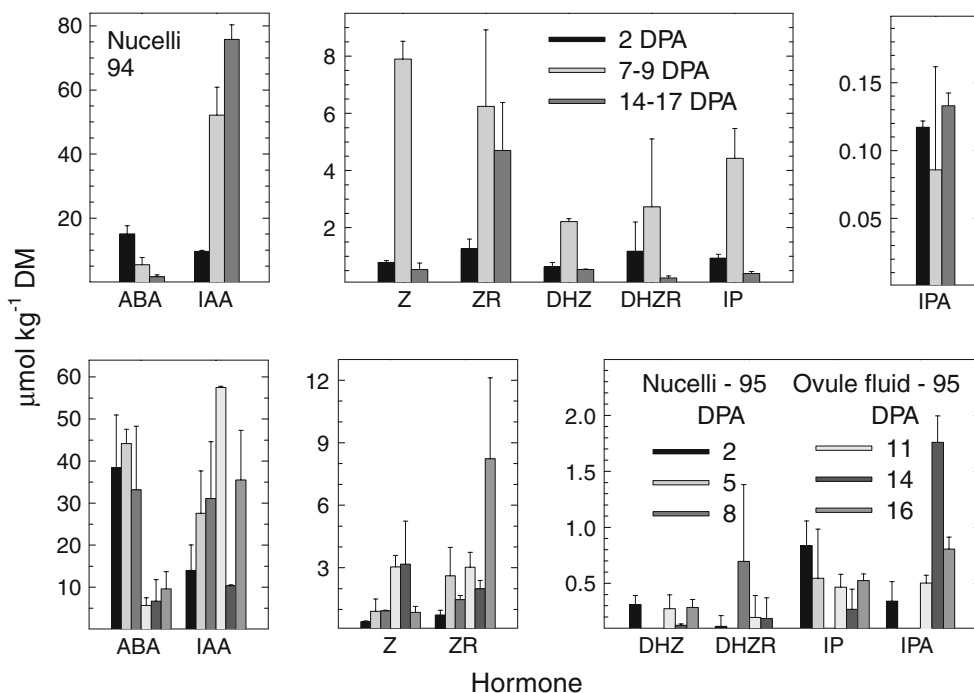 Nucelli
94
80
60
40
20
ABA IAA
8
6
4
2
2 DPA
7-9 DPA
14-17 DPA
Z ZR DHZ DHZR IP
0.15
0.10
0.05
IPA
μmol kg⁻¹ DM
60
50
40
30
20
10
ABA IAA
12
9
6
3
Z ZR
2.0
1.5
1.0
0.5
Nucelli - 95 Ovule fluid - 95
DPA DPA
2 11
5 14
8 16
DHZ DHZR IP IPA
Hormone